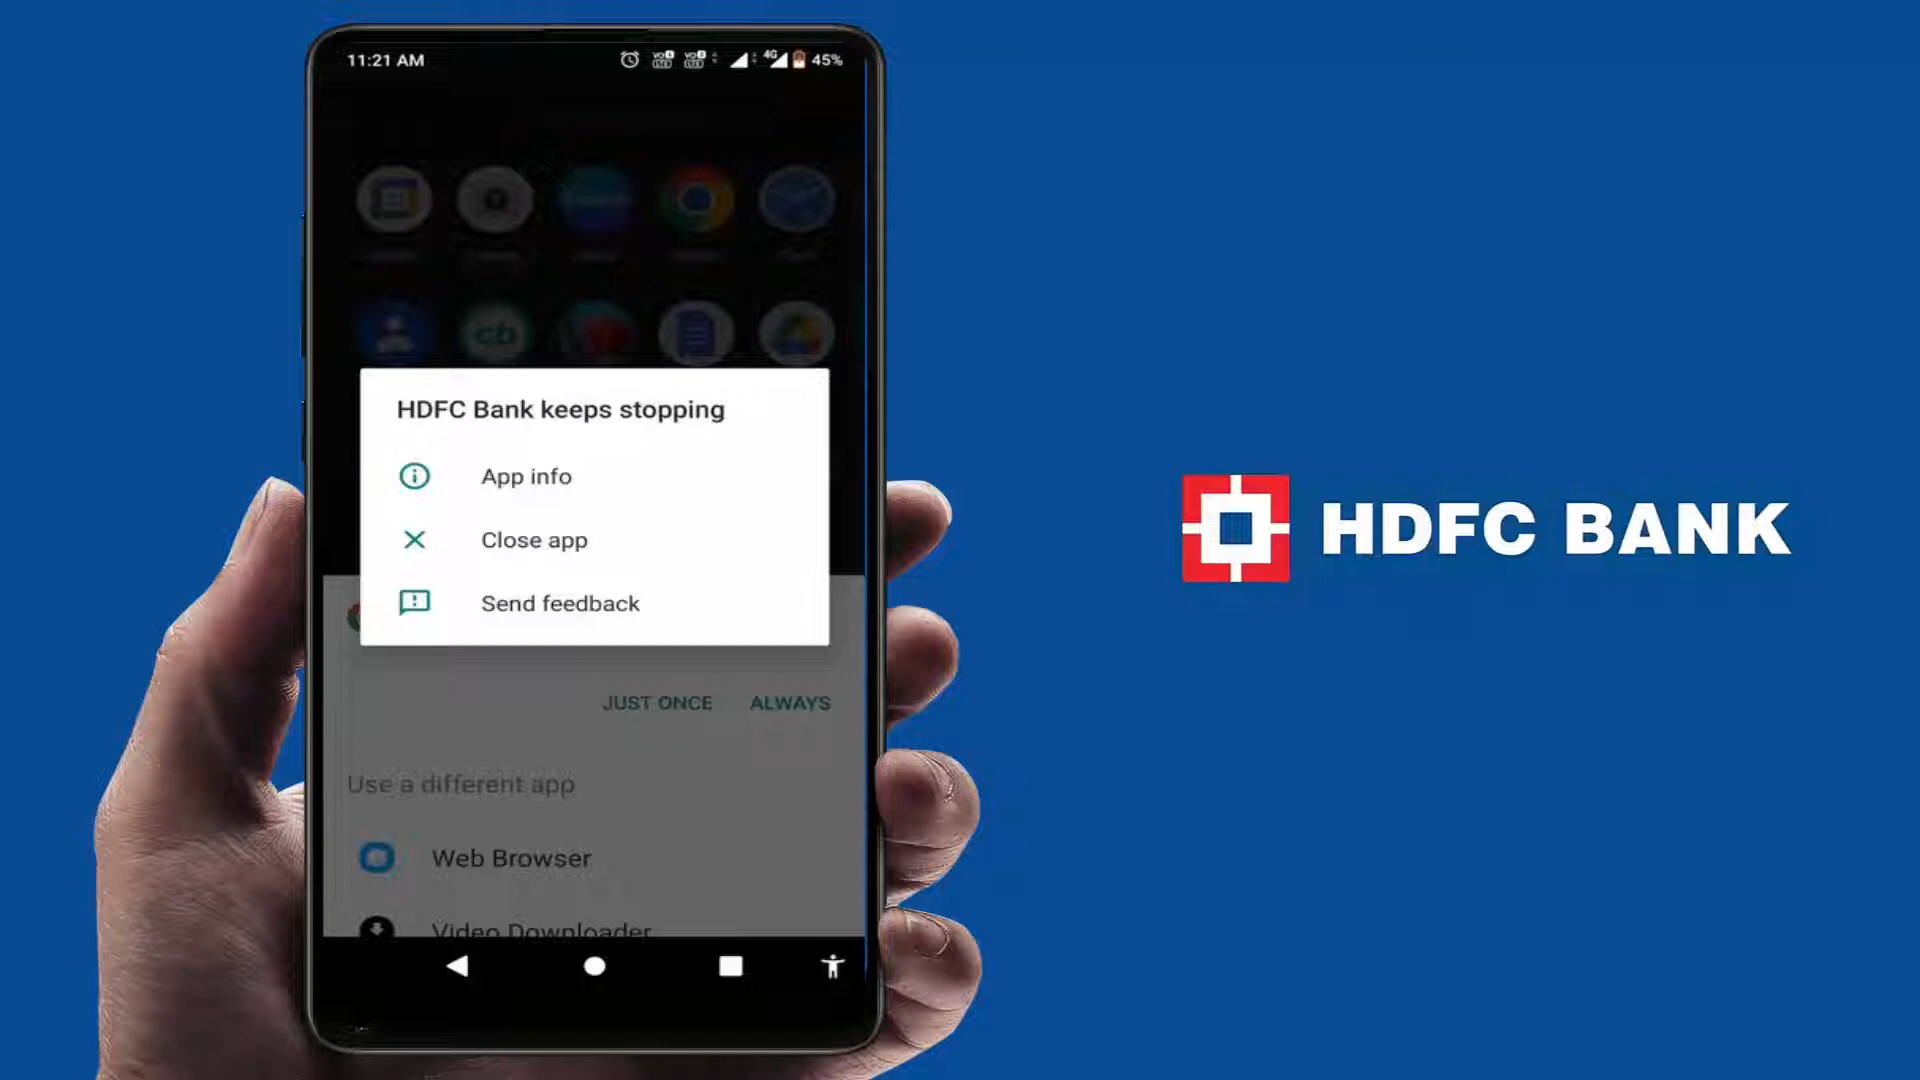 11:21 AM
4G
45%
HDFC Bank keeps stopping
App info
Close app
Send feedback
JUST ONCE
ALWAYS
Use a different app
Web Browser
Video Downloader
HDFC BANK